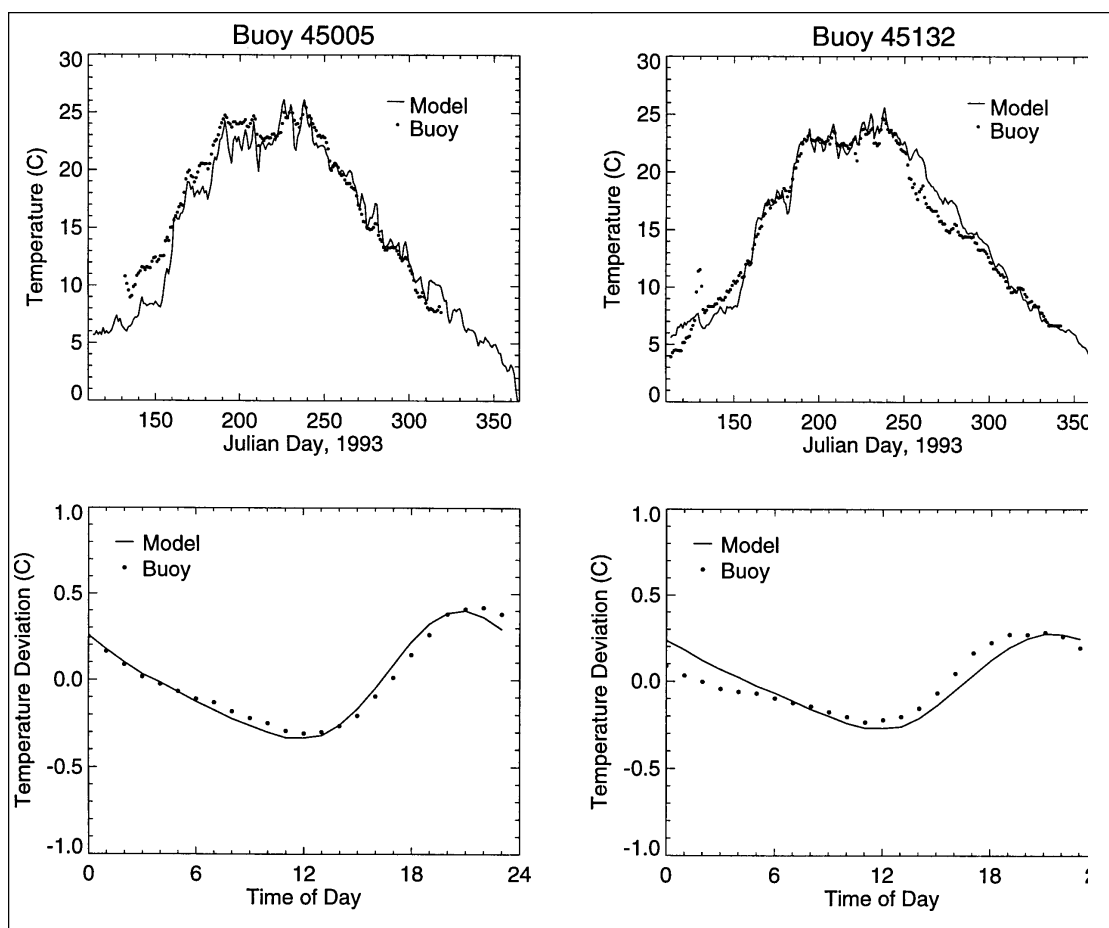 Buoy 45005
30
25
20
15
10
5
0
Temperature (C)
Model
Buoy
150 200 250 300 350
Julian Day, 1993
Buoy 45132
30
25
20
15
10
5
0
Temperature (C)
Model
Buoy
150 200 250 300 350
Julian Day, 1993
1.0
0.5
0.0
-0.5
-1.0
Temperature Deviation (C)
Model
Buoy
0 6 12 18 24
Time of Day
1.0
0.5
0.0
-0.5
-1.0
Temperature Deviation (C)
Model
Buoy
0 6 12 18
Time of Day